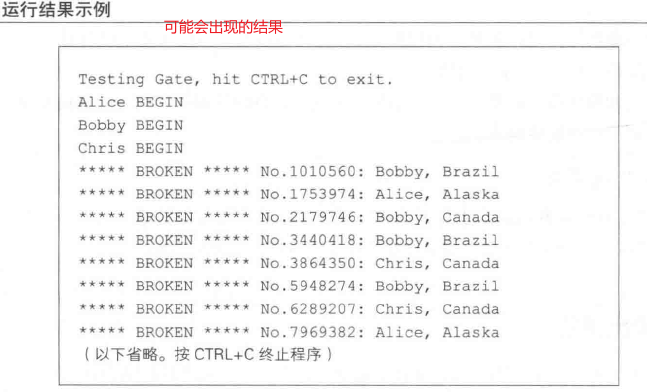 运行结果示例
可能会出现的结果
Testing Gate, hit CTRL+C to exit.
Alice BEGIN
Bobby BEGIN
Chris BEGIN
***** BROKEN ***** No.1010560: Bobby, Brazil
***** BROKEN ***** No.1753974: Alice, Alaska
***** BROKEN ***** No.2179746: Bobby, Canada
***** BROKEN ***** No.3440418: Bobby, Brazil
***** BROKEN ***** No.3864350: Chris, Canada
***** BROKEN ***** No.5948274: Bobby, Brazil
***** BROKEN ***** No.6289207: Chris, Canada
***** BROKEN ***** No.7969382: Alice, Alaska
（以下省略。按 CTRL+C 终止程序）